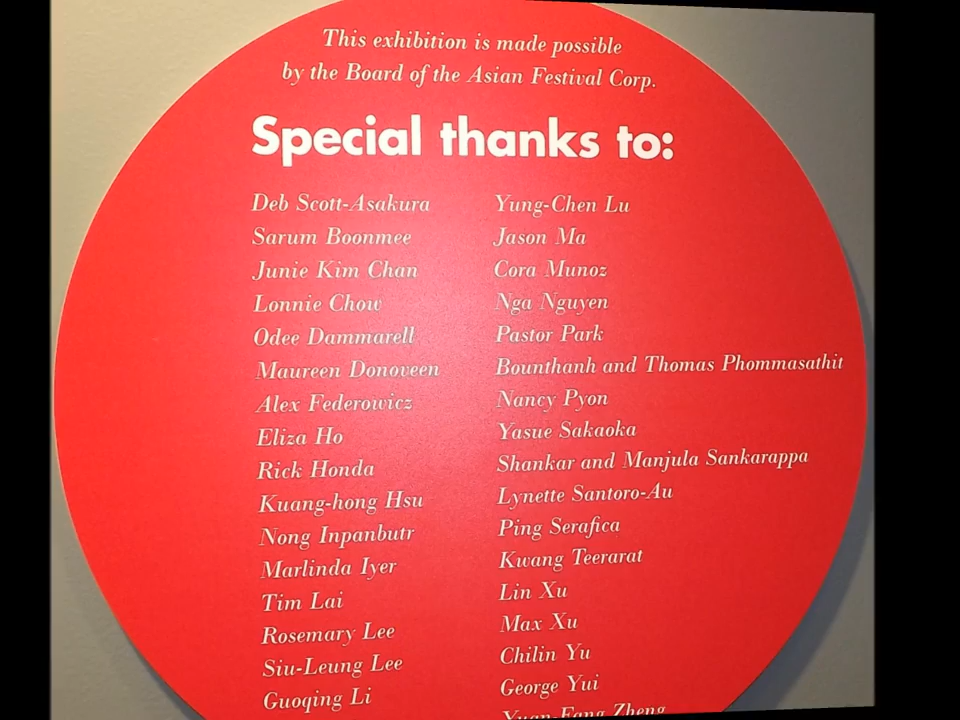 This exhibition is made possible
by the Board of the Asian Festival Corp.
Special thanks to:
Deb Scott-Asakura
Sarum Boonmee
Junie Kim Chan
Lonnie Chow
Odee Dammarell
Maureen Donoveen
Alex Federowicz
Eliza Ho
Rick Honda
Kuang-hong Hsu
Nong Inpanbutr
Marlinda Iyer
Tim Lai
Rosemary Lee
Siu-Leung Lee
Guoqing Li
Yung-Chen Lu
Jason Ma
Cora Munoz
Nga Nguyen
Pastor Park
Bounthanh and Thomas Phommasathit
Nancy Pyon
Yasue Sakaoka
Shankar and Manjula Sankarappa
Lynette Santoro-Au
Ping Serafica
Kwang Teerarat
Lin Xu
Max Xu
Chilin Yu
George Yui
Yuan-Fang Zheng